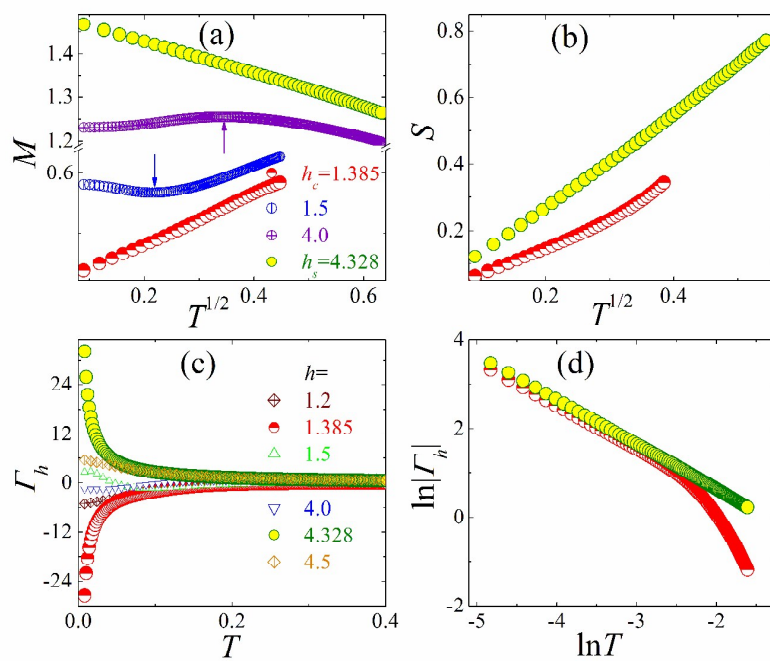 (a)
1.4
1.3
1.2
0.6
M
h_c=1.385
1.5
4.0
h_s=4.328
0.2
0.4
0.6
T^1/2
(b)
0.8
0.6
0.4
0.2
S
0.2
0.4
T^1/2
(c)
24
12
0
-12
-24
Γ_h
h=
1.2
1.385
1.5
4.0
4.328
4.5
0.0
0.2
0.4
T
(d)
4
2
0
-2
ln|Γ_h|
-5
-4
-3
-2
lnT